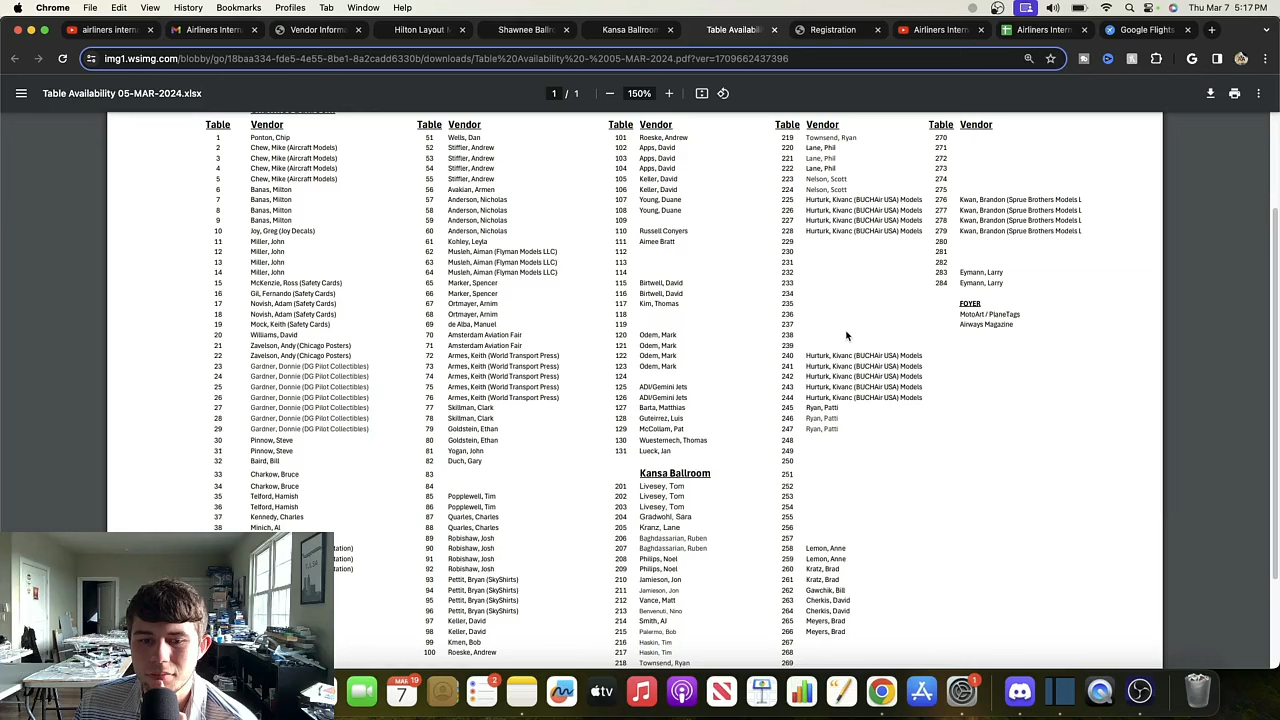 Chrome File Edit View History Bookmarks Profiles Tab Window Help Thu Mar 7 5:17 PM
airliners intern Airliners Inter Vendor Inform Hilton Layout M Shawnee Ballr Kansa Ballroom Table Availabili Registration Airliners Intern Airliners Intern Google Flights
img1.wsimg.com/blobby/go/18baa334-fde5-4e55-8be1-8a2cadd6330b/downloads/Table%20Availability%20-%2005-MAR-2024.pdf?ver=1709662437396
Table Availability 05-MAR-2024.xlsx 1 / 1 150%
Table Vendor Table Vendor Table Vendor Table Vendor Table Vendor
1 Ponton, Chip 51 Wells, Dan 101 Roeske, Andrew 219 Townsend, Ryan 270
2 Chew, Mike (Aircraft Models) 52 Stiffler, Andrew 102 Apps, David 220 Lane, Phil 271
3 Chew, Mike (Aircraft Models) 53 Stiffler, Andrew 103 Apps, David 221 Lane, Phil 272
4 Chew, Mike (Aircraft Models) 54 Stiffler, Andrew 104 Apps, David 222 Lane, Phil 273
5 Chew, Mike (Aircraft Models) 55 Stiffler, Andrew 105 Keller, David 223 Nelson, Scott 274
6 Banas, Milton 56 Avakian, Armen 106 Keller, David 224 Nelson, Scott 275
7 Banas, Milton 57 Anderson, Nicholas 107 Young, Duane 225 Hurturk, Kivanc (BUCHAir USA) Models 276 Kwan, Brandon (Sprue Brothers Models L
8 Banas, Milton 58 Anderson, Nicholas 108 Young, Duane 226 Hurturk, Kivanc (BUCHAir USA) Models 277 Kwan, Brandon (Sprue Brothers Models L
9 Banas, Milton 59 Anderson, Nicholas 109 227 Hurturk, Kivanc (BUCHAir USA) Models 278 Kwan, Brandon (Sprue Brothers Models L
10 Joy, Greg (Joy Decals) 60 Anderson, Nicholas 110 Russell Conyers 228 Hurturk, Kivanc (BUCHAir USA) Models 279 Kwan, Brandon (Sprue Brothers Models L
11 Miller, John 61 Kohley, Leyla 111 Aimee Bratt 229 280
12 Miller, John 62 Musleh, Aiman (Flyman Models LLC) 112 230 281
13 Miller, John 63 Musleh, Aiman (Flyman Models LLC) 113 231 282
14 Miller, John 64 Musleh, Aiman (Flyman Models LLC) 114 232 283 Eymann, Larry
15 McKenzie, Ross (Safety Cards) 65 Marker, Spencer 115 Birtwell, David 233 284 Eymann, Larry
16 Gil, Fernando (Safety Cards) 66 Marker, Spencer 116 Birtwell, David 234
17 Novish, Adam (Safety Cards) 67 Ortmayer, Arnim 117 Kim, Thomas 235 FOYER
18 Novish, Adam (Safety Cards) 68 Ortmayer, Arnim 118 236 MotoArt / PlaneTags
19 Mock, Keith (Safety Cards) 69 de Alba, Manuel 119 237 Airways Magazine
20 Williams, David 70 Amsterdam Aviation Fair 120 Odem, Mark 238
21 Zavelson, Andy (Chicago Posters) 71 Amsterdam Aviation Fair 121 Odem, Mark 239
22 Zavelson, Andy (Chicago Posters) 72 Armes, Keith (World Transport Press) 122 Odem, Mark 240 Hurturk, Kivanc (BUCHAir USA) Models
23 Gardner, Donnie (DG Pilot Collectibles) 73 Armes, Keith (World Transport Press) 123 Odem, Mark 241 Hurturk, Kivanc (BUCHAir USA) Models
24 Gardner, Donnie (DG Pilot Collectibles) 74 Armes, Keith (World Transport Press) 124 242 Hurturk, Kivanc (BUCHAir USA) Models
25 Gardner, Donnie (DG Pilot Collectibles) 75 Armes, Keith (World Transport Press) 125 ADI/Gemini Jets 243 Hurturk, Kivanc (BUCHAir USA) Models
26 Gardner, Donnie (DG Pilot Collectibles) 76 Armes, Keith (World Transport Press) 126 ADI/Gemini Jets 244 Hurturk, Kivanc (BUCHAir USA) Models
27 Gardner, Donnie (DG Pilot Collectibles) 77 Skillman, Clark 127 Barta, Matthias 245 Ryan, Patti
28 Gardner, Donnie (DG Pilot Collectibles) 78 Skillman, Clark 128 Guteirrez, Luis 246 Ryan, Patti
29 Gardner, Donnie (DG Pilot Collectibles) 79 Goldstein, Ethan 129 McCollam, Pat 247 Ryan, Patti
30 Pinnow, Steve 80 Goldstein, Ethan 130 Wuestemech, Thomas 248
31 Pinnow, Steve 81 Yogan, John 131 Lueck, Jan 249
32 Baird, Bill 82 Duch, Gary 250
33 Charkow, Bruce 83 Kansa Ballroom 251
34 Charkow, Bruce 84 201 Livesey, Tom 252
35 Telford, Hamish 85 Popplewell, Tim 202 Livesey, Tom 253
36 Telford, Hamish 86 Popplewell, Tim 203 Livesey, Tom 254
37 Kennedy, Charles 87 Quarles, Charles 204 Gradwohl, Sara 255
38 Minich, Al 88 Quarles, Charles 205 Kranz, Lane 256
89 Robishaw, Josh 206 Baghdassarian, Ruben 257
tation) 90 Robishaw, Josh 207 Baghdassarian, Ruben 258 Lemon, Anne
tation) 91 Robishaw, Josh 208 Philips, Noel 259 Lemon, Anne
tation) 92 Robishaw, Josh 209 Philips, Noel 260 Kratz, Brad
93 Pettit, Bryan (SkyShirts) 210 Jamieson, Jon 261 Kratz, Brad
94 Pettit, Bryan (SkyShirts) 211 Jamieson, Jon 262 Gawchik, Bill
95 Pettit, Bryan (SkyShirts) 212 Vance, Matt 263 Cherkis, David
96 Pettit, Bryan (SkyShirts) 213 Benvenuti, Nino 264 Cherkis, David
97 Keller, David 214 Smith, AJ 265 Meyers, Brad
98 Keller, David 215 Palermo, Bob 266 Meyers, Brad
99 Kmen, Bob 216 Haskin, Tim 267
100 Roeske, Andrew 217 Haskin, Tim 268
218 Townsend, Ryan 269
TULSA
MAR 7 19 2 tv 1